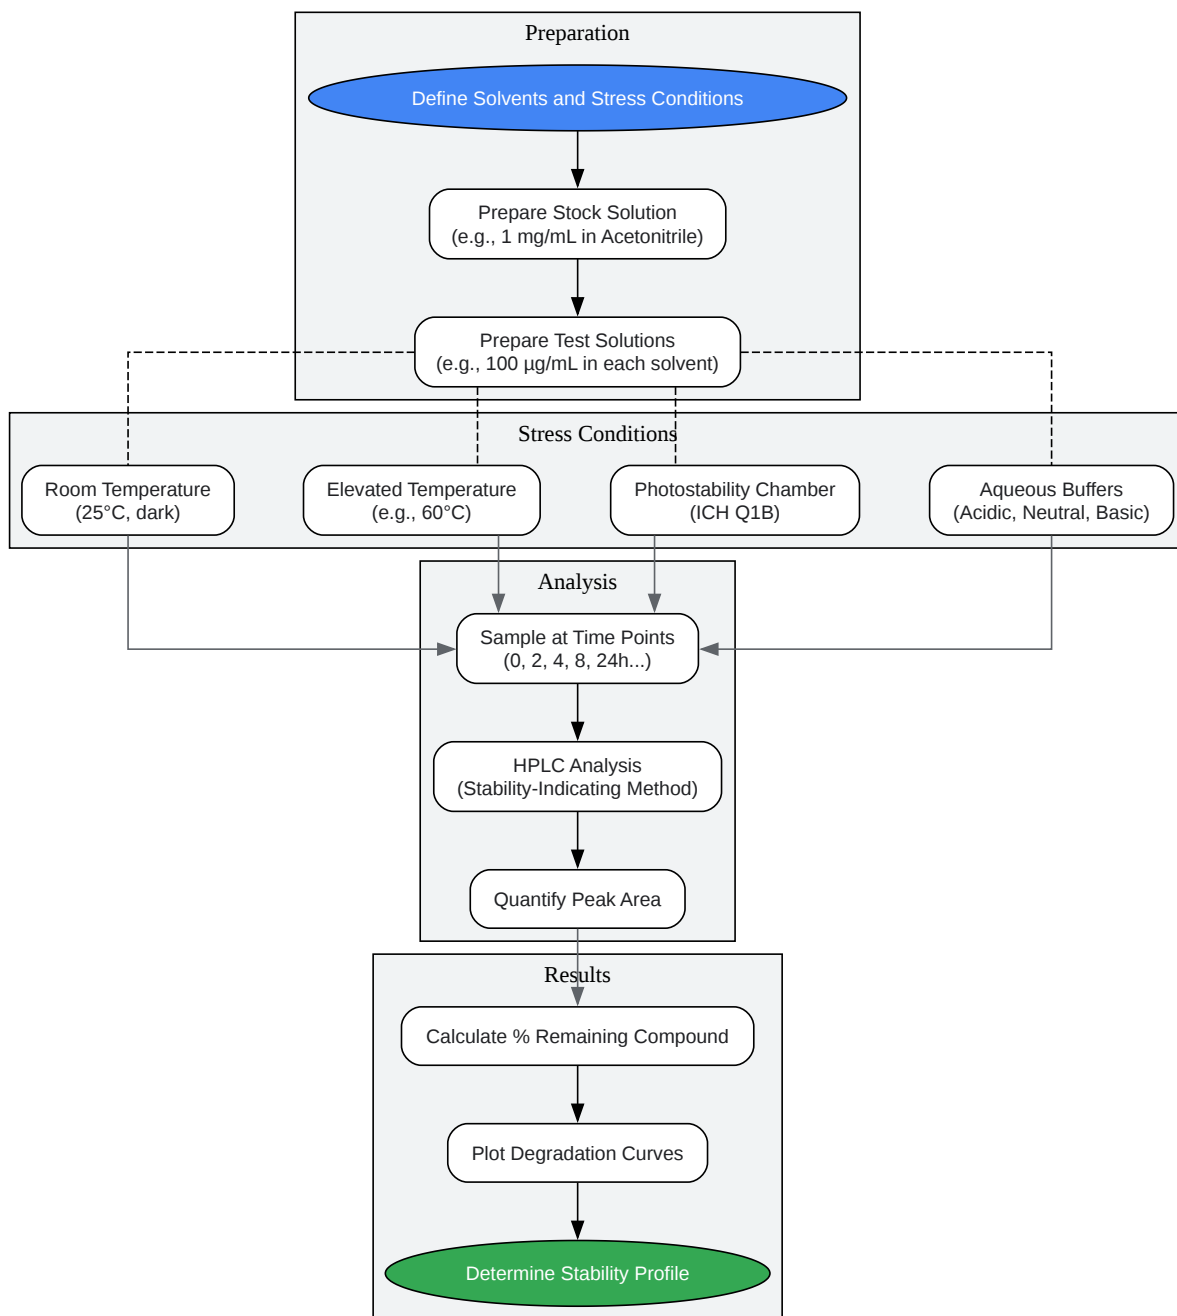 Preparation
Define Solvents and Stress Conditions
Prepare Stock Solution
(e.g., 1 mg/mL in Acetonitrile)
Prepare Test Solutions
(e.g., 100 µg/mL in each solvent)
Stress Conditions
Room Temperature
(25°C, dark)
Elevated Temperature
(e.g., 60°C)
Photostability Chamber
(ICH Q1B)
Aqueous Buffers
(Acidic, Neutral, Basic)
Analysis
Sample at Time Points
(0, 2, 4, 8, 24h...)
HPLC Analysis
(Stability-Indicating Method)
Quantify Peak Area
Results
Calculate % Remaining Compound
Plot Degradation Curves
Determine Stability Profile